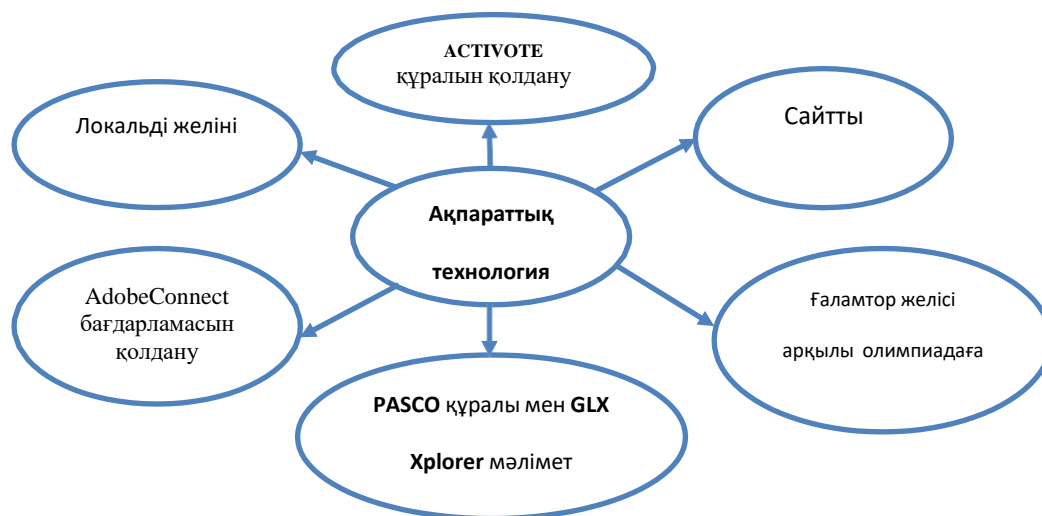 ACTIVOTE
құралын қолдану
Локальді желіні
Сайтты
Ақпараттық
технология
AdobeConnect
бағдарламасын
қолдану
Ғаламтор желісі
арқылы олимпиадаға
PASCO құралы мен GLX
Xplorer мәлімет